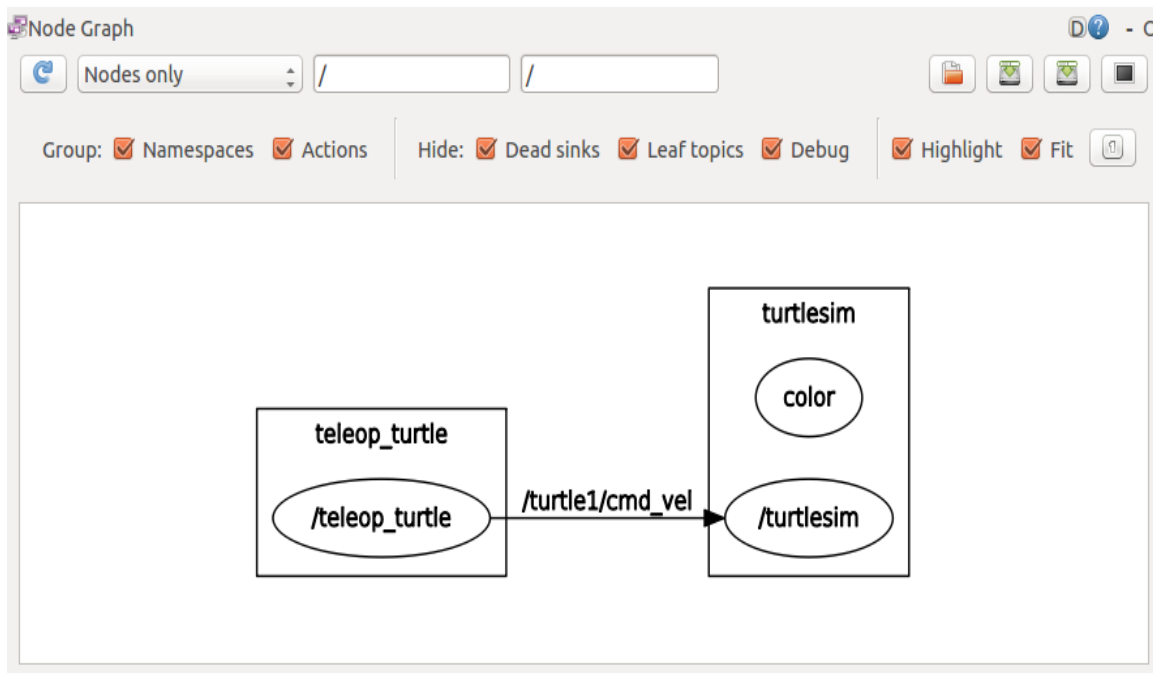 Node Graph D ? - O
Nodes only / /
Group: Namespaces Actions Hide: Dead sinks Leaf topics Debug Highlight Fit
turtlesim
color
teleop_turtle
/teleop_turtle /turtle1/cmd_vel /turtlesim